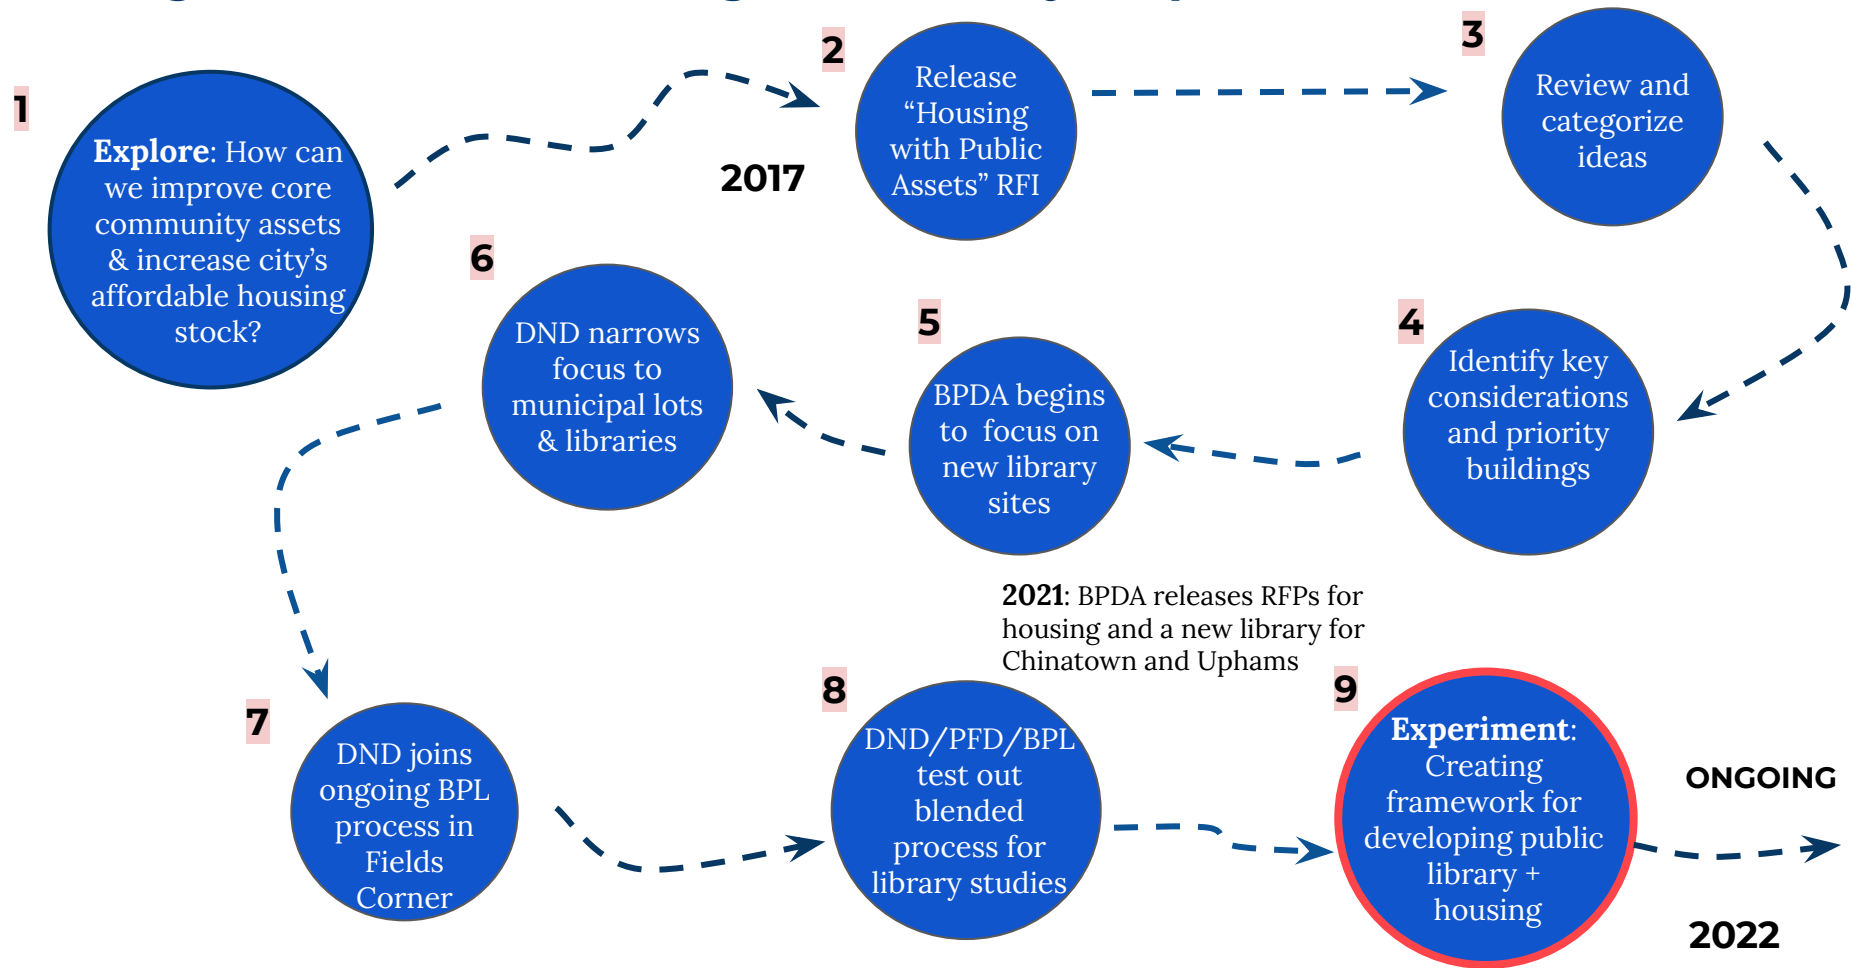 1
Explore: How can
we improve core
community assets
& increase city’s
affordable housing
stock?
2017
2
Release
“Housing
with Public
Assets” RFI
3
Review and
categorize
ideas
4
Identify key
considerations
and priority
buildings
5
BPDA begins
to focus on
new library
sites
6
DND narrows
focus to
municipal lots
& libraries
2021: BPDA releases RFPs for
housing and a new library for
Chinatown and Uphams
7
DND joins
ongoing BPL
process in
Fields
Corner
8
DND/PFD/BPL
test out
blended
process for
library studies
9
Experiment:
Creating
framework for
developing public
library +
housing
ONGOING
2022